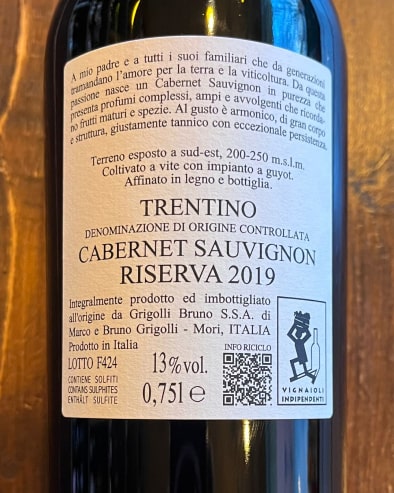 A mio padre e a tutti i suoi familiari che da generazioni
tramandano l'amore per la terra e la viticoltura. Da questa
passione nasce un Cabernet Sauvignon in purezza che
presenta profumi complessi, ampi e avvolgenti che ricorda-
no frutti maturi e spezie. Al gusto è armonico, di gran corpo
e struttura, giustamente tannico con eccezionale persistenza.
Terreno esposto a sud-est, 200-250 m.s.l.m.
Coltivato a vite con impianto a guyot.
Affinato in legno e bottiglia.
TRENTINO
DENOMINAZIONE DI ORIGINE CONTROLLATA
CABERNET SAUVIGNON
RISERVA 2019
Integralmente prodotto ed imbottigliato
all'origine da Grigolli Bruno S.S.A. di
Marco e Bruno Grigolli - Mori, ITALIA
Prodotto in Italia
INFO RICICLO
LOTTO F424
13%vol.
CONTIENE SOLFITI
CONTAINS SULPHITES
ENTHÄLT SULFITE
0,75l e
VIGNAIOLI
INDIPENDENTI